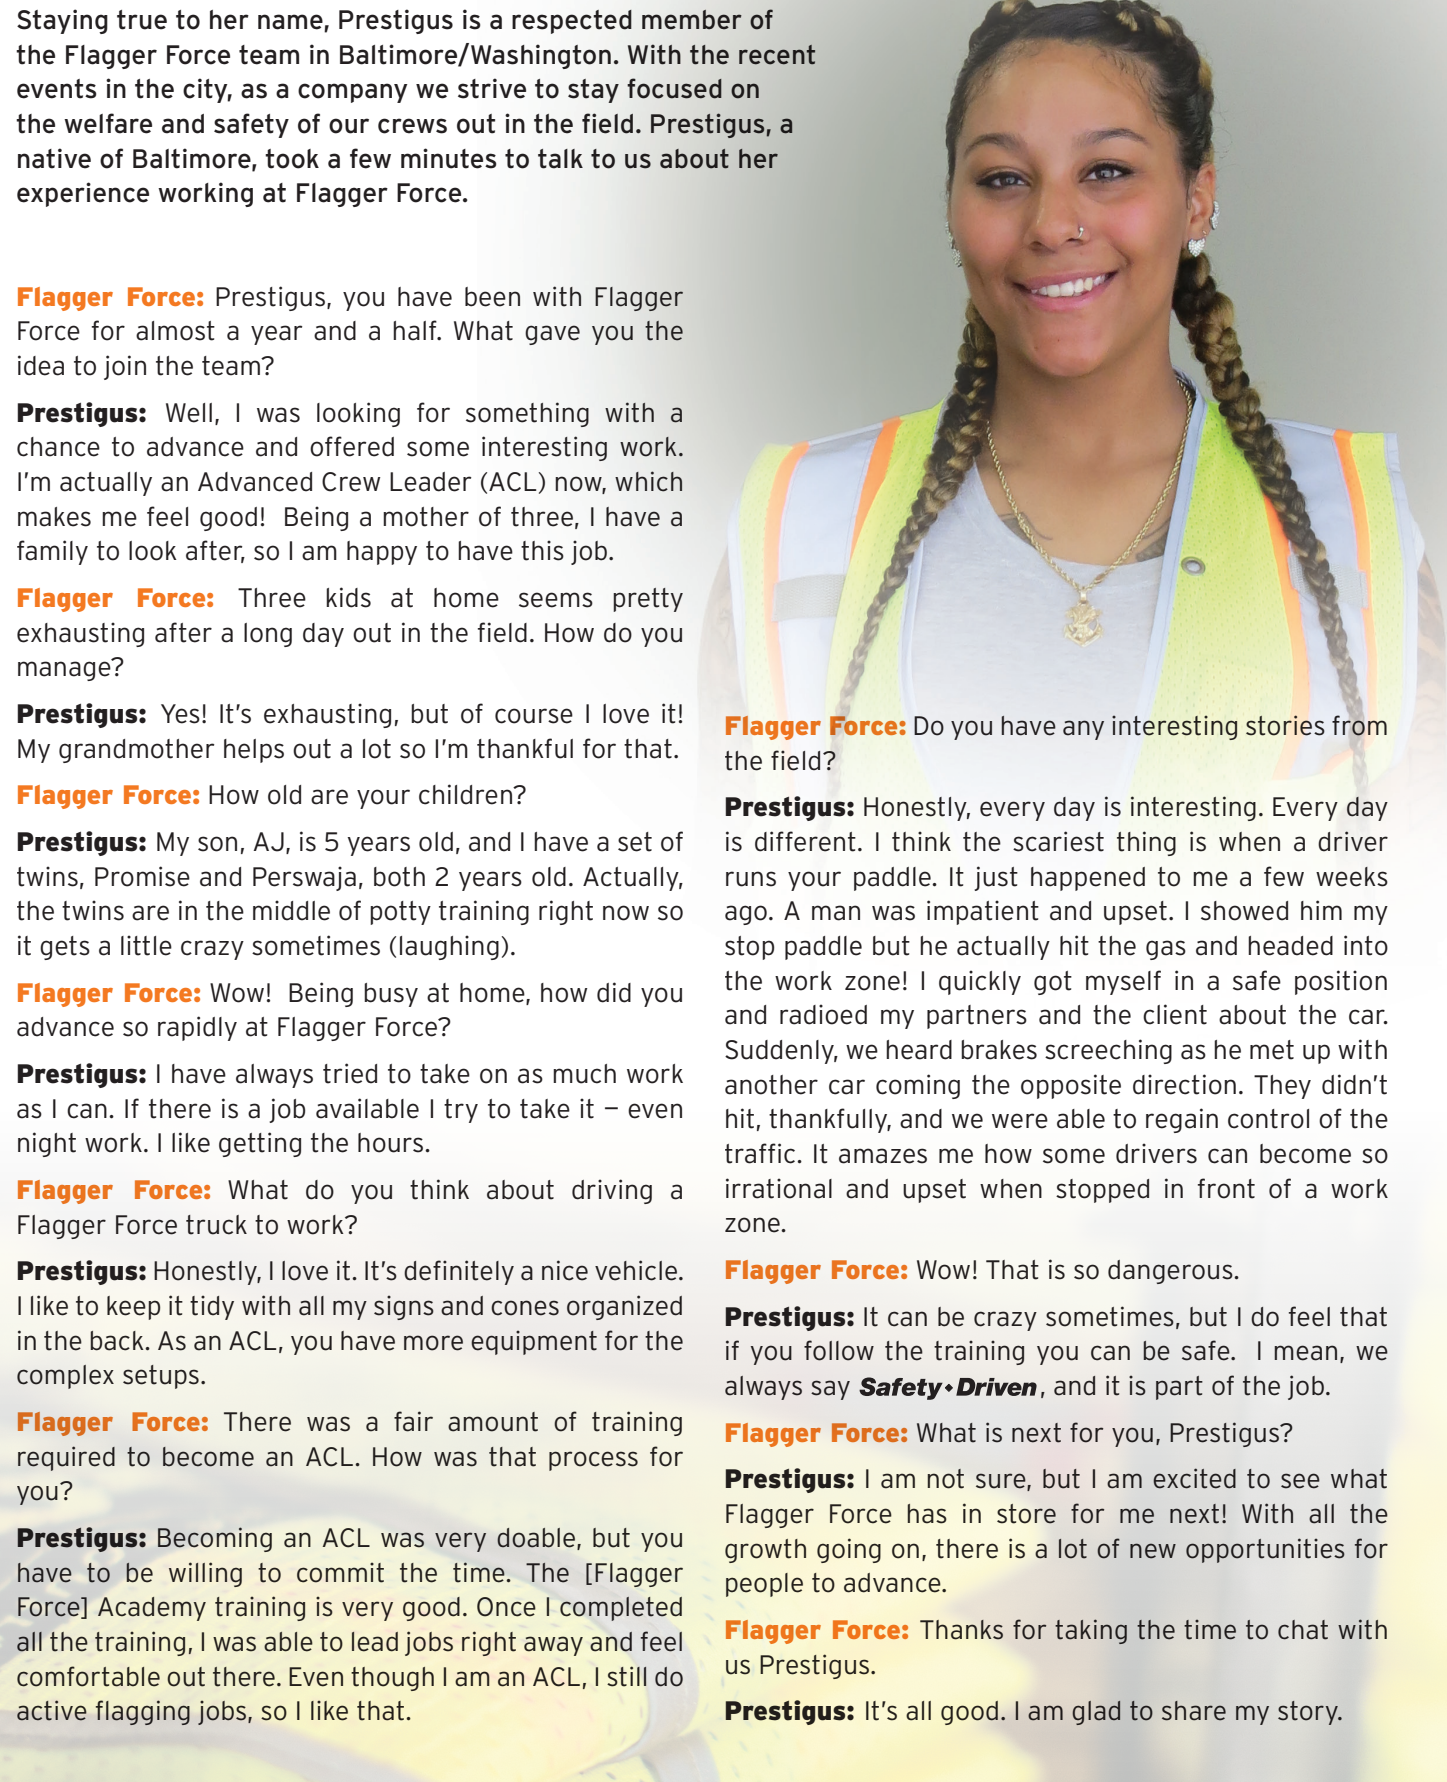 Staying true to her name, Prestigus is a respected member of
the Flagger Force team in Baltimore/Washington. With the recent
events in the city, as a company we strive to stay focused on
the welfare and safety of our crews out in the field. Prestigus, a
native of Baltimore, took a few minutes to talk to us about her
experience working at Flagger Force.
Flagger Force: Prestigus, you have been with Flagger
Force for almost a year and a half. What gave you the
idea to join the team?
Prestigus: Well, I was looking for something with a
chance to advance and offered some interesting work.
I'm actually an Advanced Crew Leader (ACL) now, which
makes me feel good! Being a mother of three, I have a
family to look after, so I am happy to have this job.
Flagger Force: Three kids at home seems pretty
exhausting after a long day out in the field. How do you
manage?
Prestigus: Yes! It's exhausting, but of course I love it!
My grandmother helps out a lot so I'm thankful for that.
Flagger Force: How old are your children?
Prestigus: My son, AJ, is 5 years old, and I have a set of
twins, Promise and Perswaja, both 2 years old. Actually,
the twins are in the middle of potty training right now so
it gets a little crazy sometimes (laughing).
Flagger Force: Wow! Being busy at home, how did you
advance so rapidly at Flagger Force?
Prestigus: I have always tried to take on as much work
as I can. If there is a job available I try to take it – even
night work. I like getting the hours.
Flagger Force: What do you think about driving a
Flagger Force truck to work?
Prestigus: Honestly, I love it. It's definitely a nice vehicle.
I like to keep it tidy with all my signs and cones organized
in the back. As an ACL, you have more equipment for the
complex setups.
Flagger Force: There was a fair amount of training
required to become an ACL. How was that process for
you?
Prestigus: Becoming an ACL was very doable, but you
have to be willing to commit the time. The [Flagger
Force] Academy training is very good. Once I completed
all the training, I was able to lead jobs right away and feel
comfortable out there. Even though I am an ACL, I still do
active flagging jobs, so I like that.
Flagger Force: Do you have any interesting stories from
the field?
Prestigus: Honestly, every day is interesting. Every day
is different. I think the scariest thing is when a driver
runs your paddle. It just happened to me a few weeks
ago. A man was impatient and upset. I showed him my
stop paddle but he actually hit the gas and headed into
the work zone! I quickly got myself in a safe position
and radioed my partners and the client about the car.
Suddenly, we heard brakes screeching as he met up with
another car coming the opposite direction. They didn't
hit, thankfully, and we were able to regain control of the
traffic. It amazes me how some drivers can become so
irrational and upset when stopped in front of a work
zone.
Flagger Force: Wow! That is so dangerous.
Prestigus: It can be crazy sometimes, but I do feel that
if you follow the training you can be safe. I mean, we
always say Safety⬩Driven, and it is part of the job.
Flagger Force: What is next for you, Prestigus?
Prestigus: I am not sure, but I am excited to see what
Flagger Force has in store for me next! With all the
growth going on, there is a lot of new opportunities for
people to advance.
Flagger Force: Thanks for taking the time to chat with
us Prestigus.
Prestigus: It's all good. I am glad to share my story.